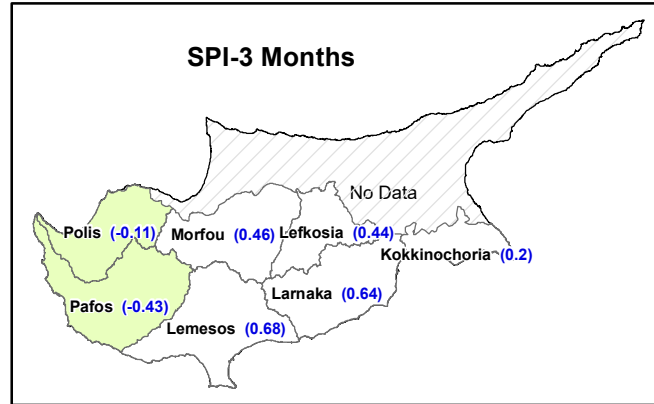 SPI-3 Months
No Data
Polis (-0.11)
Morfou (0.46)
Lefkosia (0.44)
Kokkinochoria (0.2)
Pafos (-0.43)
Larnaka (0.64)
Lemesos (0.68)